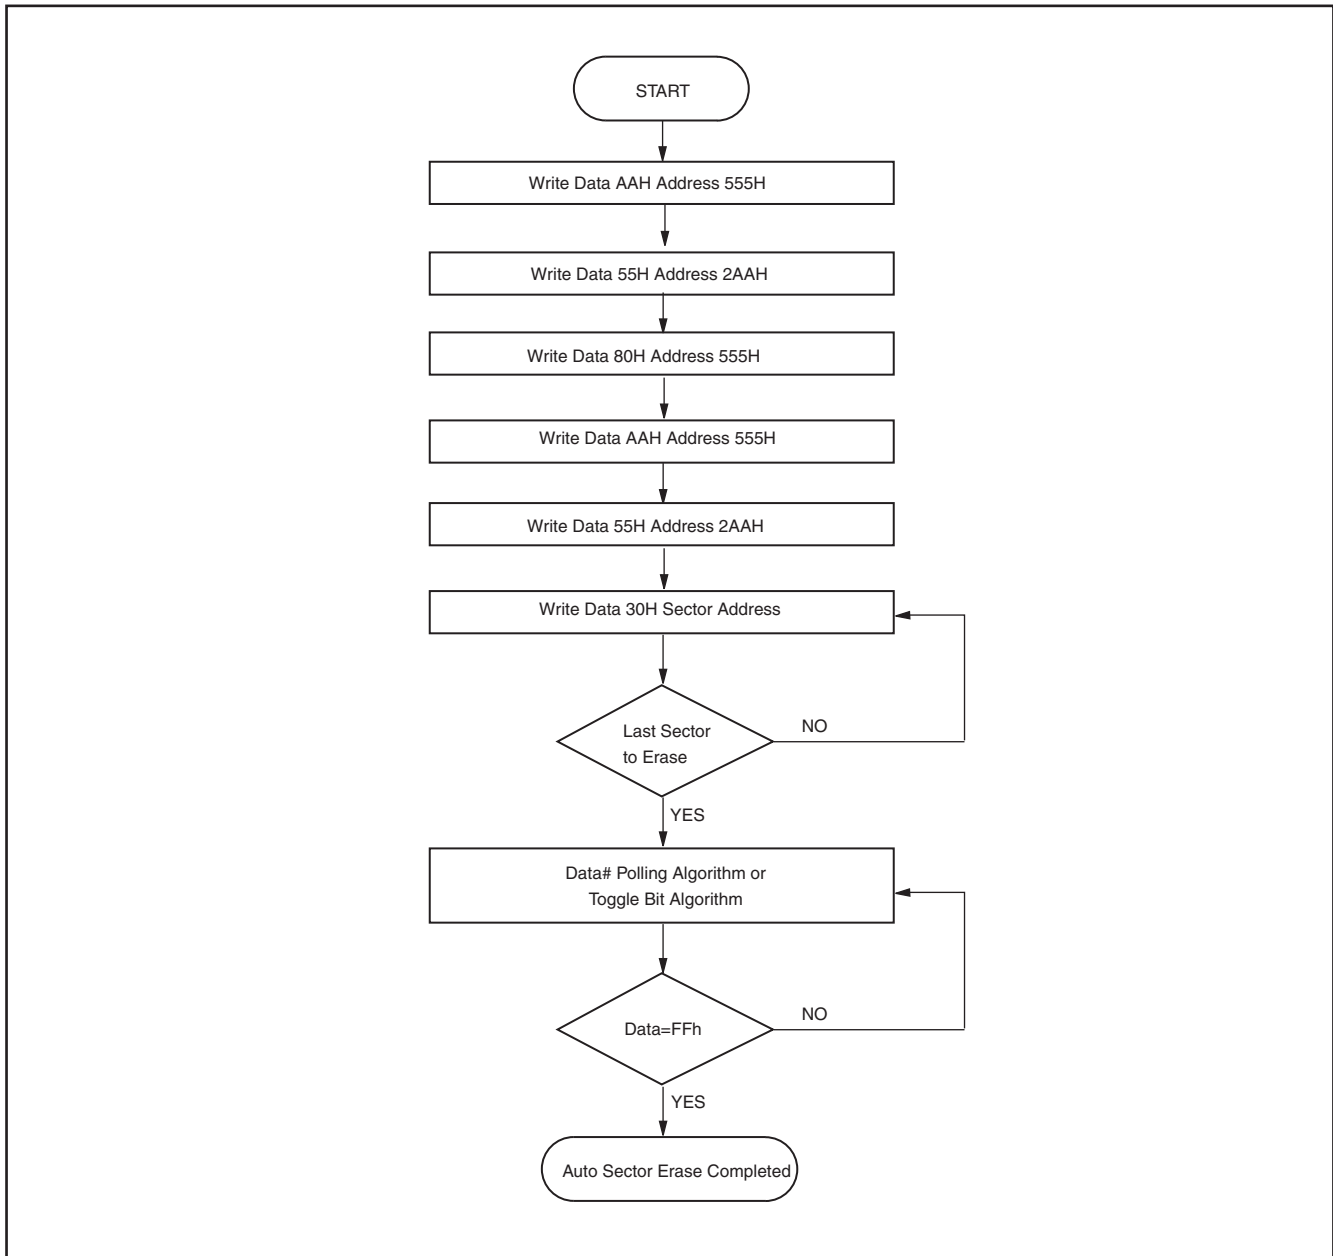 START
Write Data AAH Address 555H
Write Data 55H Address 2AAH
Write Data 80H Address 555H
Write Data AAH Address 555H
Write Data 55H Address 2AAH
Write Data 30H Sector Address
Last Sector
to Erase
NO
YES
Data# Polling Algorithm or
Toggle Bit Algorithm
Data=FFh
NO
YES
Auto Sector Erase Completed